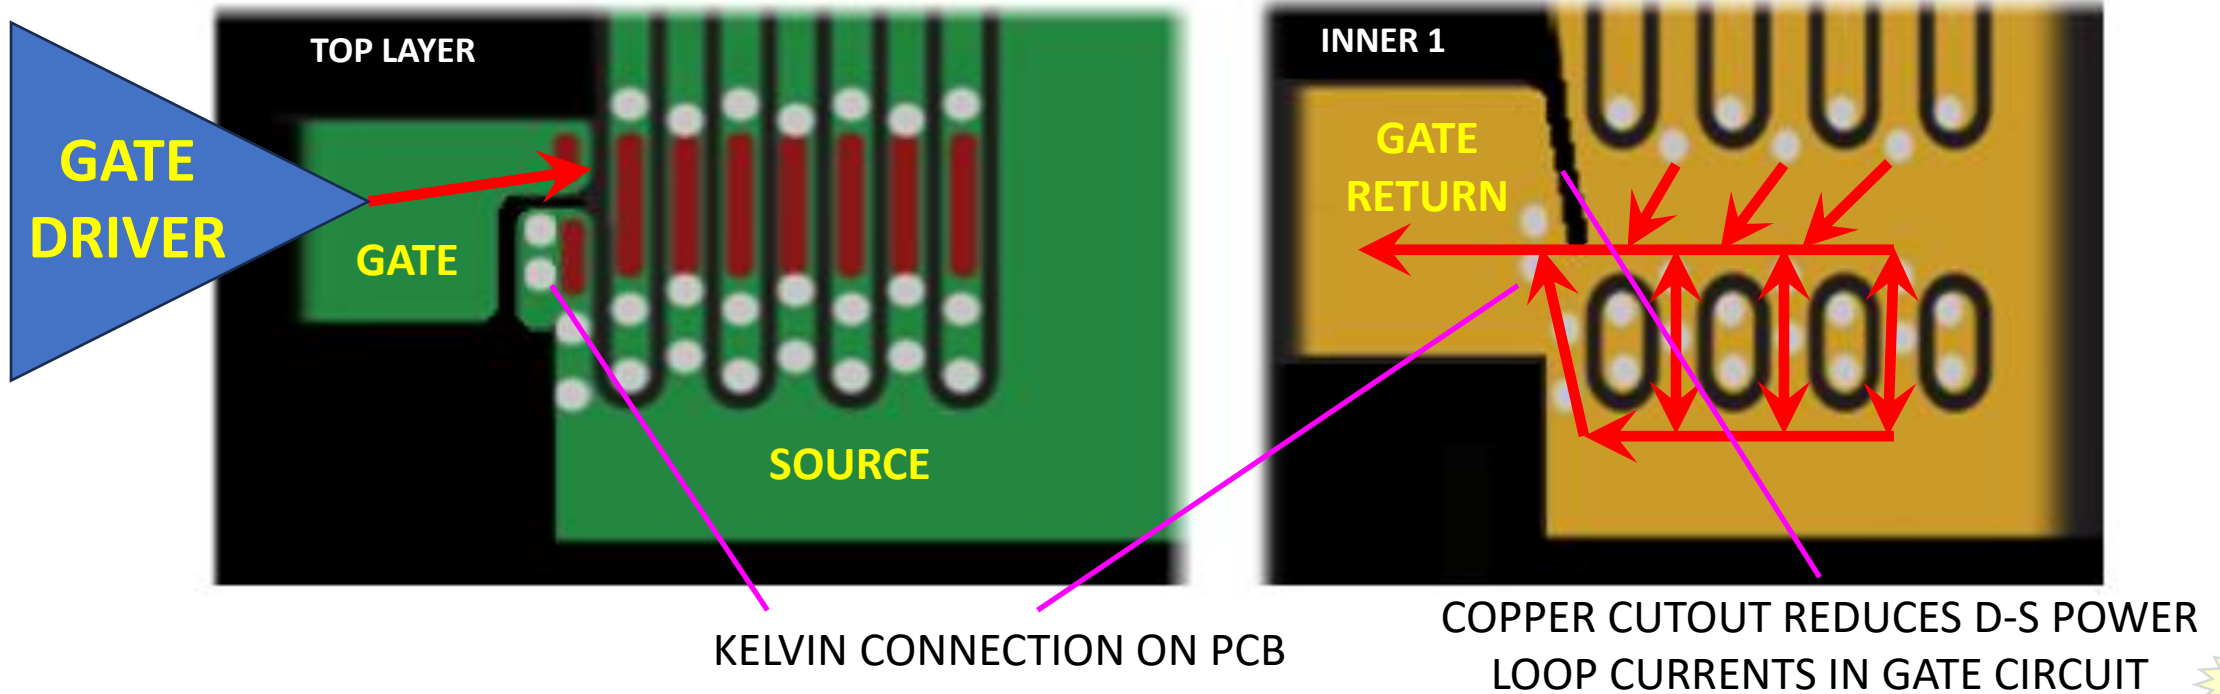 TOP LAYER
GATE
DRIVER
GATE
SOURCE
INNER 1
GATE
RETURN
KELVIN CONNECTION ON PCB
COPPER CUTOUT REDUCES D-S POWER
LOOP CURRENTS IN GATE CIRCUIT